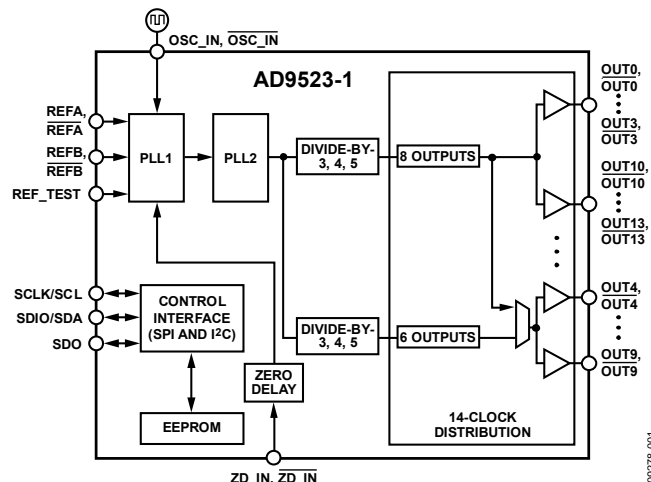 OSC_IN, OSC_IN
AD9523-1
REFA,
REFA
REFB,
REFB
REF_TEST
PLL1
PLL2
DIVIDE-BY-
3, 4, 5
8 OUTPUTS
OUT0,
OUT0
OUT3,
OUT3
OUT10,
OUT10
OUT13,
OUT13
SCLK/SCL
SDIO/SDA
SDO
CONTROL
INTERFACE
(SPI AND I²C)
DIVIDE-BY-
3, 4, 5
6 OUTPUTS
OUT4,
OUT4
OUT9,
OUT9
ZERO
DELAY
EEPROM
14-CLOCK
DISTRIBUTION
ZD_IN, ZD_IN
09278-001